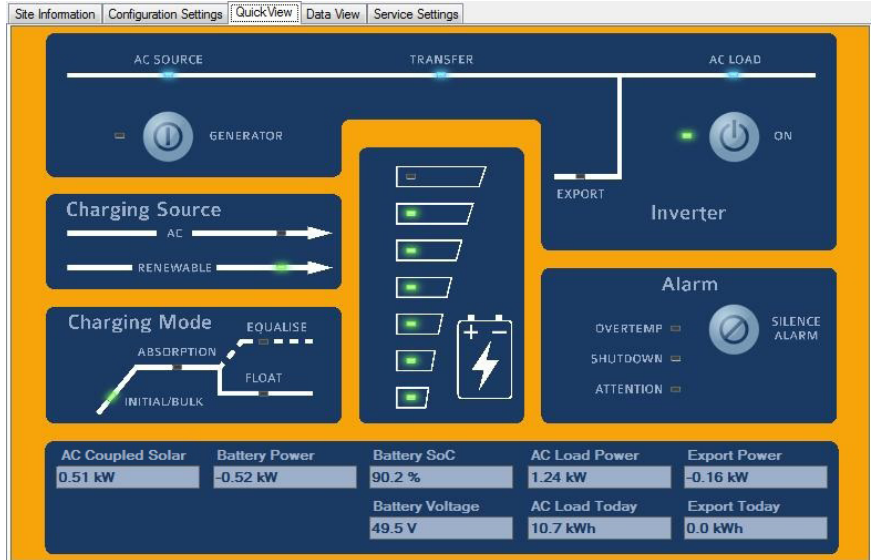 Site Information Configuration Settings QuickView Data View Service Settings
AC SOURCE TRANSFER AC LOAD
GENERATOR ON
EXPORT
Inverter
Charging Source
AC
RENEWABLE
Charging Mode
EQUALISE
ABSORPTION
FLOAT
INITIAL/BULK
+ −
Alarm
OVERTEMP
SILENCE
ALARM
SHUTDOWN
ATTENTION
AC Coupled Solar Battery Power Battery SoC AC Load Power Export Power
0.51 kW -0.52 kW 90.2 % 1.24 kW -0.16 kW
Battery Voltage AC Load Today Export Today
49.5 V 10.7 kWh 0.0 kWh